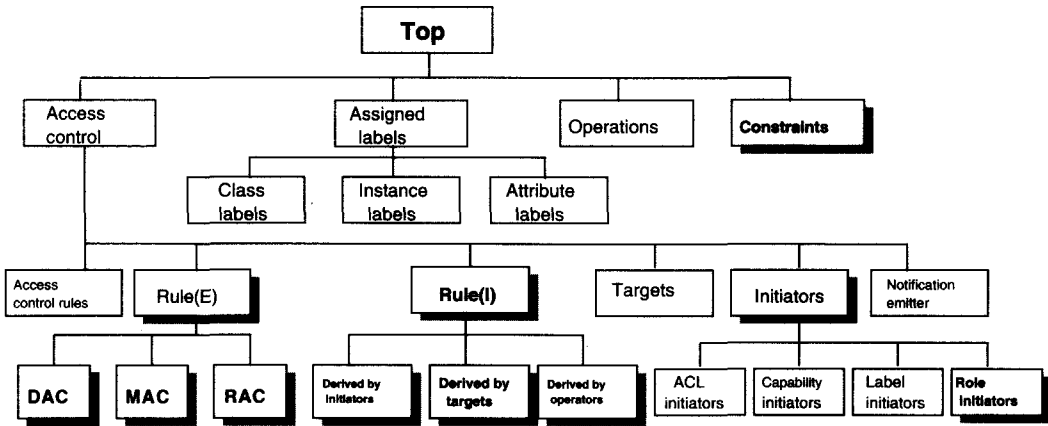 Top
Access
control
Assigned
labels
Operations
Constraints
Class
labels
Instance
labels
Attribute
labels
Access
control rules
Rule(E)
Rule(I)
Targets
Initiators
Notification
emitter
DAC
MAC
RAC
Derived by
initiators
Derived by
targets
Derived by
operators
ACL
initiators
Capability
initiators
Label
initiators
Role
initiators